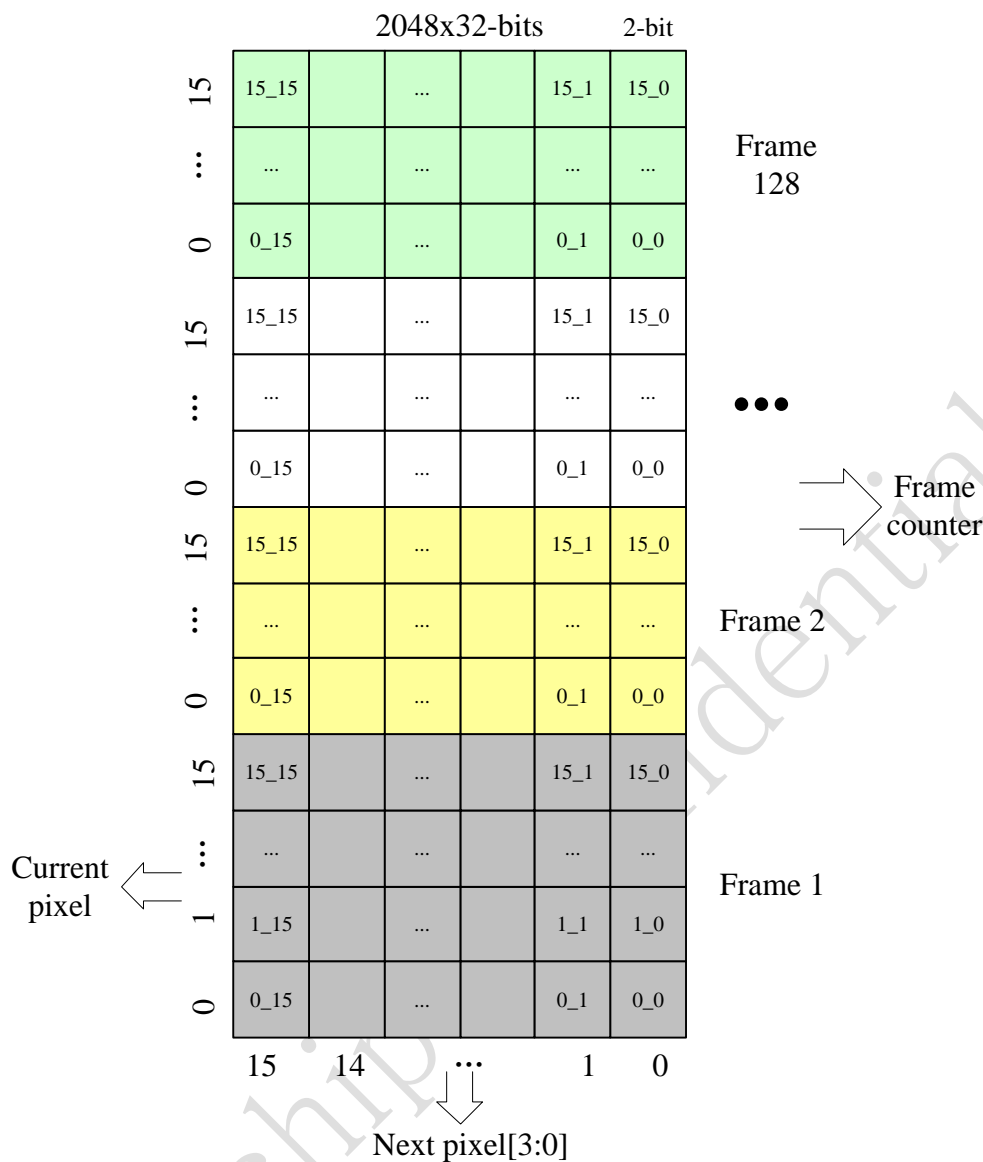 2048x32-bits 2-bit
15 15_15 ... 15_1 15_0
... ... ... ... ...
0 0_15 ... 0_1 0_0
Frame
128
15 15_15 ... 15_1 15_0
... ... ... ... ...
0 0_15 ... 0_1 0_0
•••
Frame
counter
15 15_15 ... 15_1 15_0
... ... ... ... ...
0 0_15 ... 0_1 0_0
Frame 2
15 15_15 ... 15_1 15_0
... ... ... ... ...
1 1_15 ... 1_1 1_0
0 0_15 ... 0_1 0_0
Current
pixel
Frame 1
15 14 ... 1 0
Next pixel[3:0]